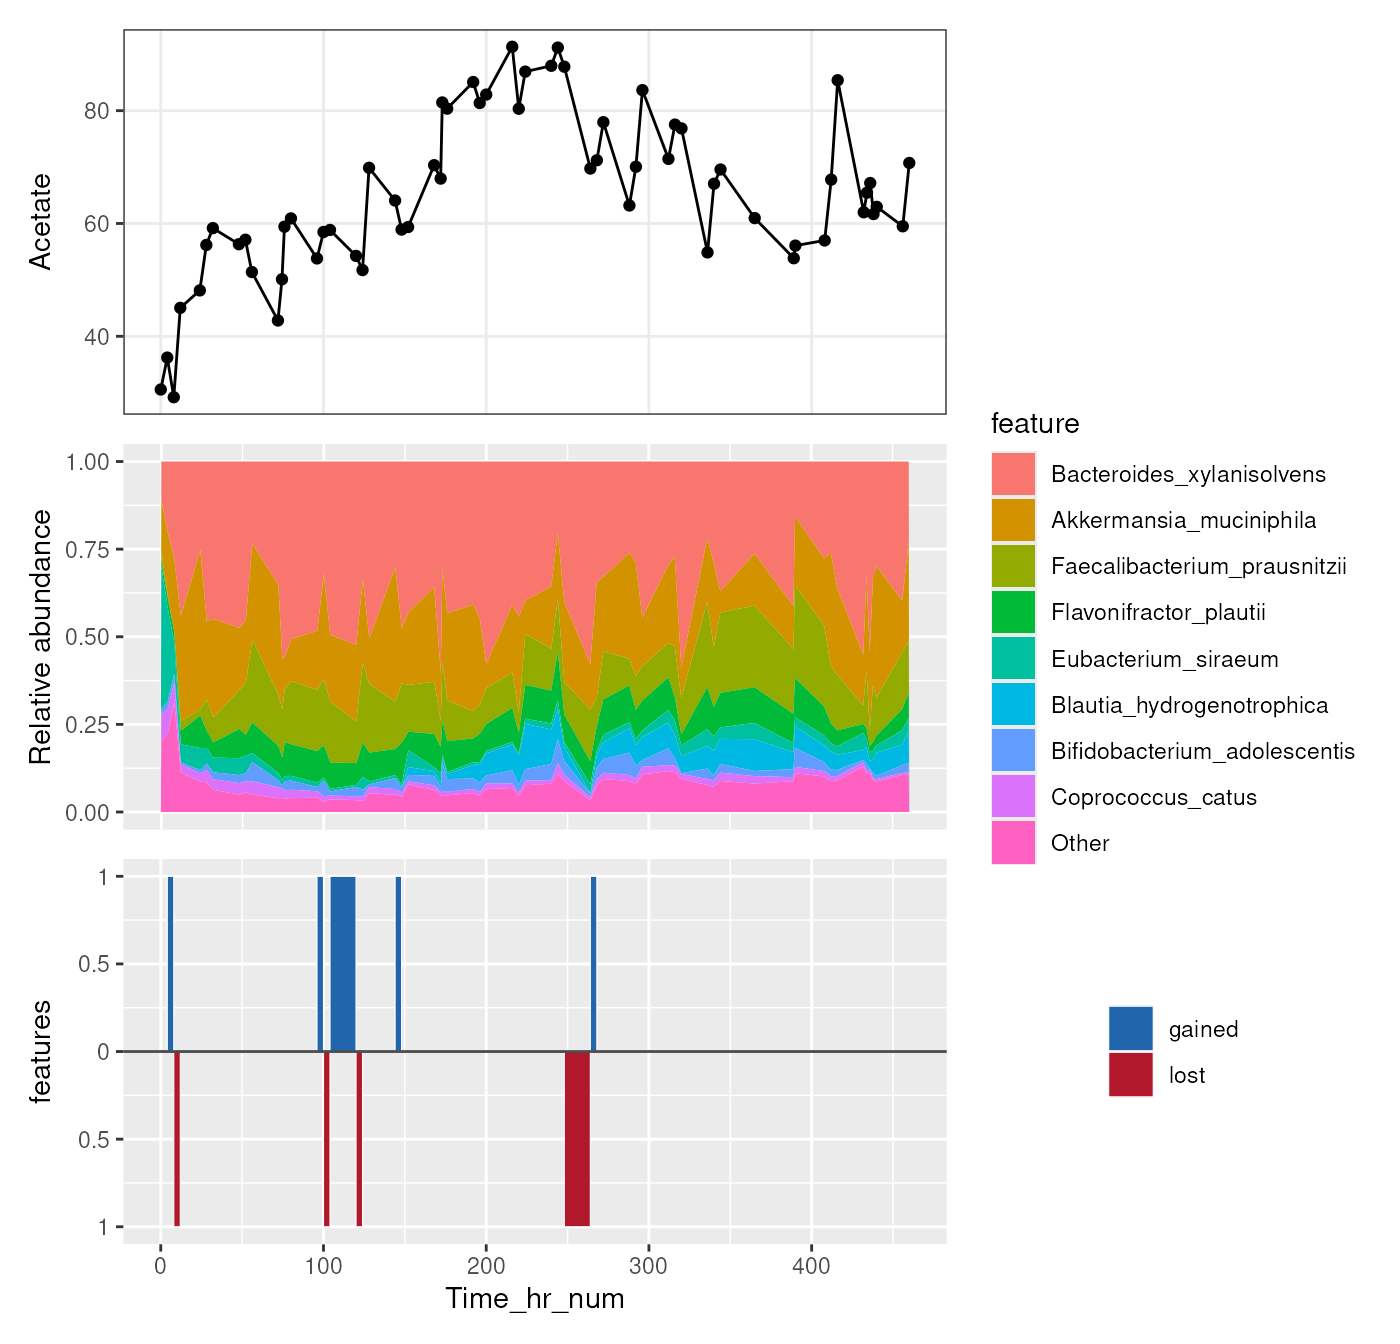 Acetate
80
60
40
Relative abundance
1.00
0.75
0.50
0.25
0.00
feature
Bacteroides_xylanisolvens
Akkermansia_muciniphila
Faecalibacterium_prausnitzii
Flavonifractor_plautii
Eubacterium_siraeum
Blautia_hydrogenotrophica
Bifidobacterium_adolescentis
Coprococcus_catus
Other
features
1
0.5
0
0.5
1
gained
lost
0 100 200 300 400
Time_hr_num